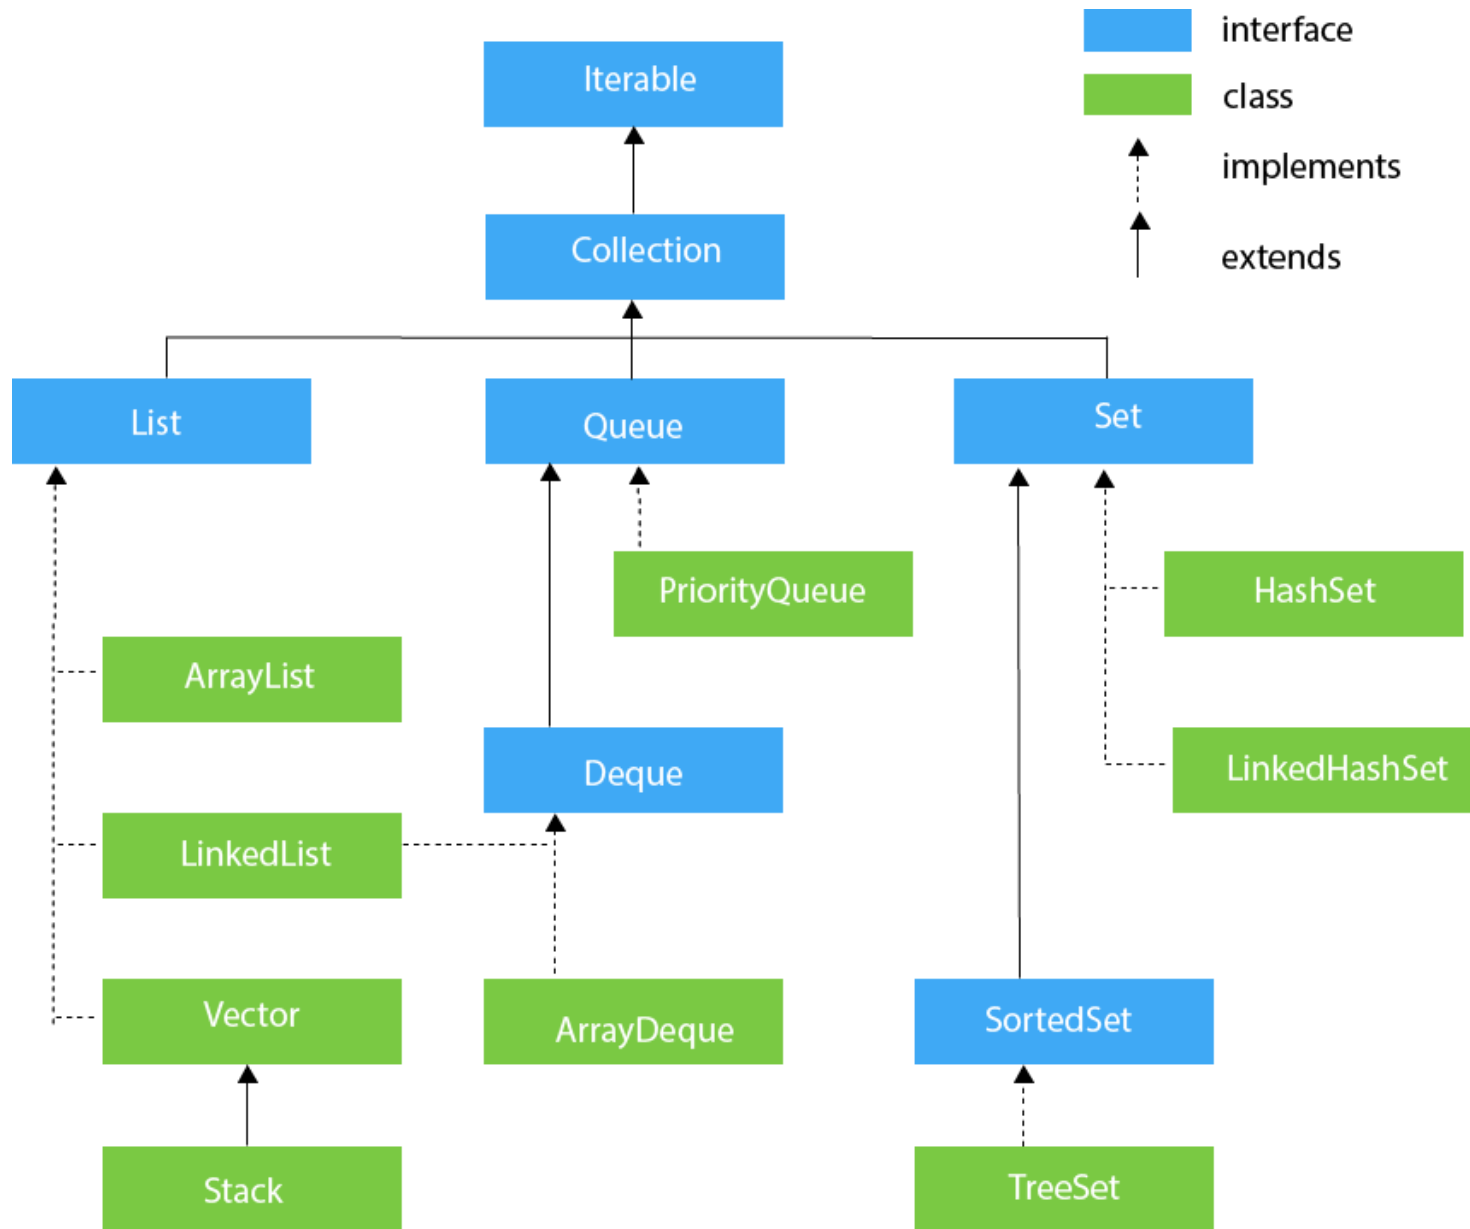 interface
Iterable
class
implements
Collection
extends
List
Queue
Set
PriorityQueue
HashSet
ArrayList
Deque
LinkedHashSet
LinkedList
Vector
ArrayDeque
SortedSet
Stack
TreeSet